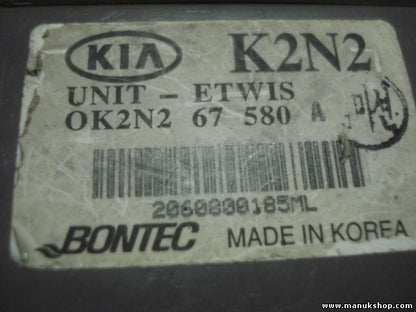 KIA K2N2
UNIT - ETWIS
OK2N2 67 580 A
2060800185ML
BONTEC MADE IN KOREA
www.manukshop.com